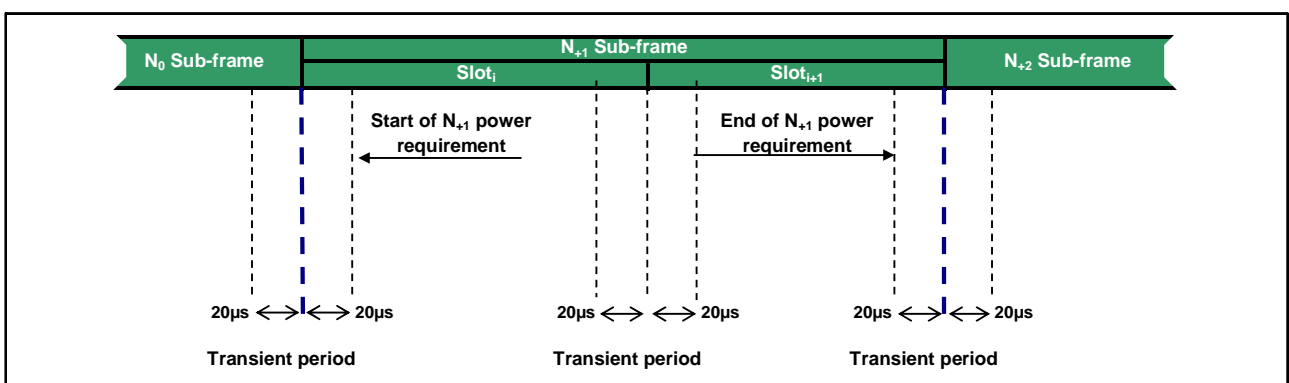 N+1 Sub-frame
N0 Sub-frame
N+2 Sub-frame
Sloti
Sloti+1
Start of N+1 power
requirement
End of N+1 power
requirement
20µs
20µs
20µs
20µs
20µs
20µs
Transient period
Transient period
Transient period